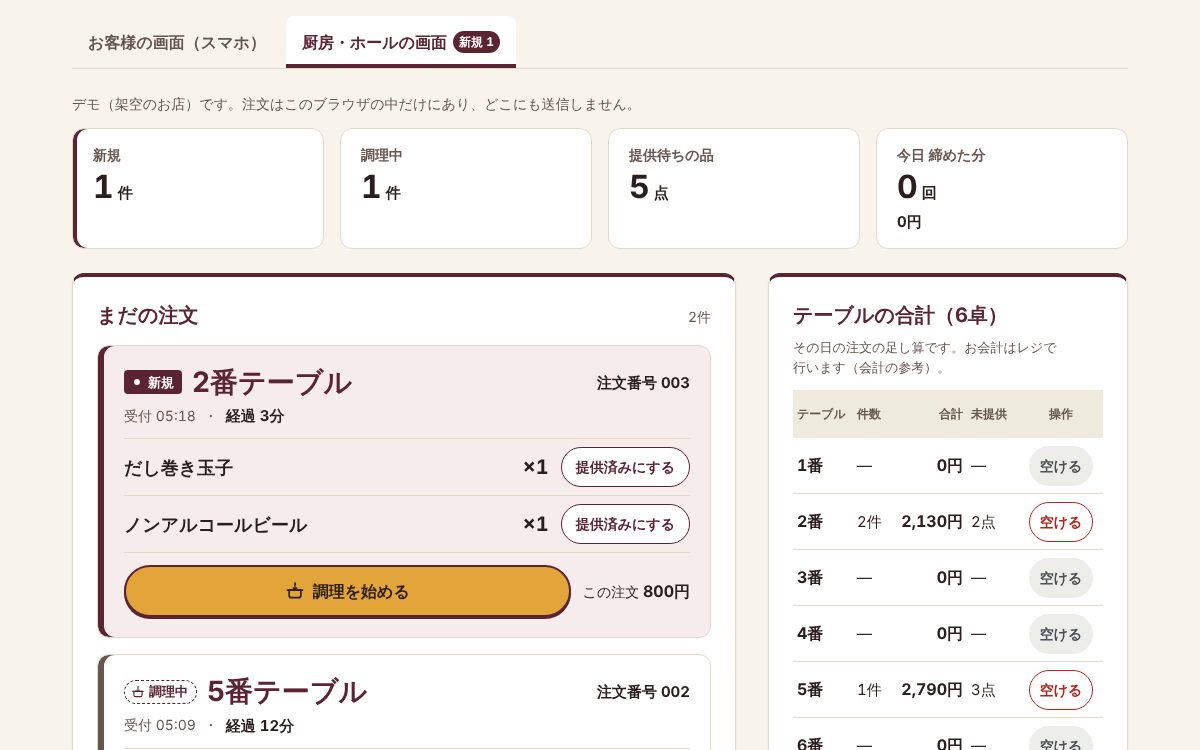 お客様の画面（スマホ）
厨房・ホールの画面 新規 1
デモ（架空のお店）です。注文はこのブラウザの中だけにあり、どこにも送信しません。
新規
1 件
調理中
1 件
提供待ちの品
5 点
今日 締めた分
0 回
0円
まだの注文 2件
新規 2番テーブル 注文番号 003
受付 05:18 · 経過 3分
だし巻き玉子 ×1 提供済みにする
ノンアルコールビール ×1 提供済みにする
調理を始める この注文 800円
調理中 5番テーブル 注文番号 002
受付 05:09 · 経過 12分
テーブルの合計（6卓）
その日の注文の足し算です。お会計はレジで
行います（会計の参考）。
テーブル 件数 合計 未提供 操作
1番 — 0円 — 空ける
2番 2件 2,130円 2点 空ける
3番 — 0円 — 空ける
4番 — 0円 — 空ける
5番 1件 2,790円 3点 空ける
6番 — 0円 — 空ける